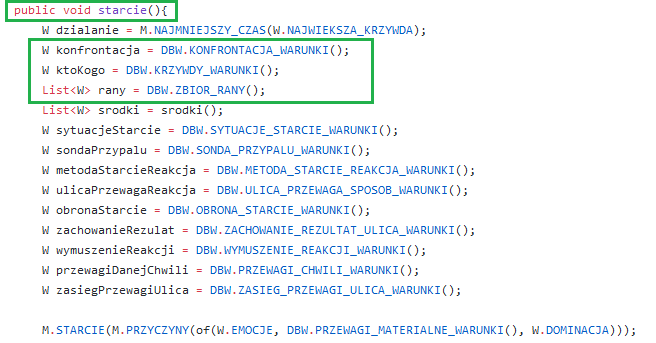 public void starcie(){
W dzialanie = M.NAJMNIEJSZY_CZAS(W.NAJWIEKSZA_KRZYWDA);
W konfrontacja = DBW.KONFRONTACJA_WARUNKI();
W ktoKogo = DBW.KRZYWDY_WARUNKI();
List<W> rany = DBW.ZBIOR_RANY();
List<W> srodki = srodki();
W sytuacjeStarcie = DBW.SYTUACJE_STARCIE_WARUNKI();
W sondaPrzypalu = DBW.SONDA_PRZYPALU_WARUNKI();
W metodaStarcieReakcja = DBW.METODA_STARCIE_REAKCJA_WARUNKI();
W ulicaPrzewagaReakcja = DBW.ULICA_PRZEWAGA_SPOSOB_WARUNKI();
W obronaStarcie = DBW.OBRONA_STARCIE_WARUNKI();
W zachowanieRezulat = DBW.ZACHOWANIE_REZULTAT_ULICA_WARUNKI();
W wymuszenieReakcji = DBW.WYMUSZENIE_REAKCJI_WARUNKI();
W przewagiDanejChwili = DBW.PRZEWAGI_CHWILI_WARUNKI();
W zasiegPrzewagiUlica = DBW.ZASIEG_PRZEWAGI_ULICA_WARUNKI();
M.STARCIE(M.PRZYCZYNY(of(W.EMOCJE, DBW.PRZEWAGI_MATERIALNE_WARUNKI(), W.DOMINACJA)));